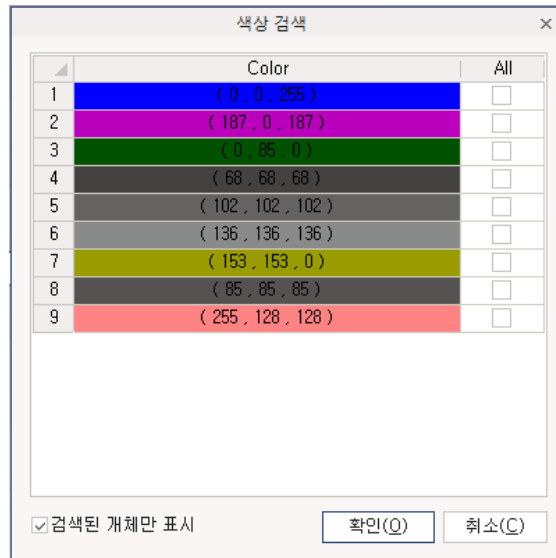 색상 검색
Color All
1 ( 0 , 0 , 255 )
2 ( 187 , 0 , 187 )
3 ( 0 , 85 , 0 )
4 ( 68 , 68 , 68 )
5 ( 102 , 102 , 102 )
6 ( 136 , 136 , 136 )
7 ( 153 , 153 , 0 )
8 ( 85 , 85 , 85 )
9 ( 255 , 128 , 128 )
검색된 개체만 표시 확인(O) 취소(C)